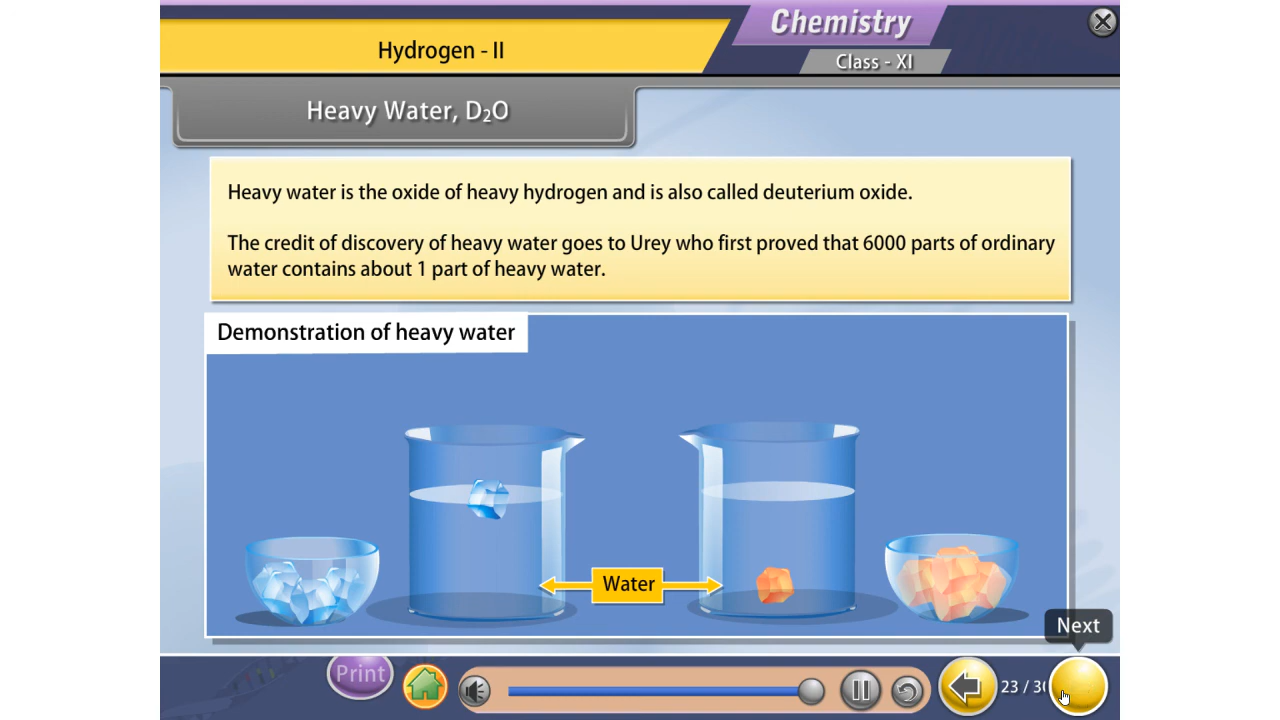 Chemistry
Hydrogen - II
Class - XI
Heavy Water, D₂O
Heavy water is the oxide of heavy hydrogen and is also called deuterium oxide.
The credit of discovery of heavy water goes to Urey who first proved that 6000 parts of ordinary
water contains about 1 part of heavy water.
Demonstration of heavy water
Water
Next
Print
23 /